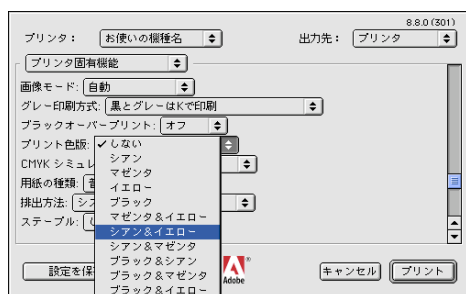 8.8.0 (301)
プリンタ： お使いの機種名 出力先： プリンタ
プリンタ固有機能
画像モード: 自動
グレー印刷方式: 黒とグレーはKで印刷
ブラックオーバープリント: オフ
プリント色版: ✓しない
シアン
CMYK シミュレ
マゼンタ
用紙の種類:
イエロー
排出方法:
ブラック
ステープル:
マゼンタ&イエロー
シアン&イエロー
シアン&マゼンタ
ブラック&シアン
ブラック&マゼンタ
ブラック&イエロー
設定を保
Adobe
キャンセル プリント